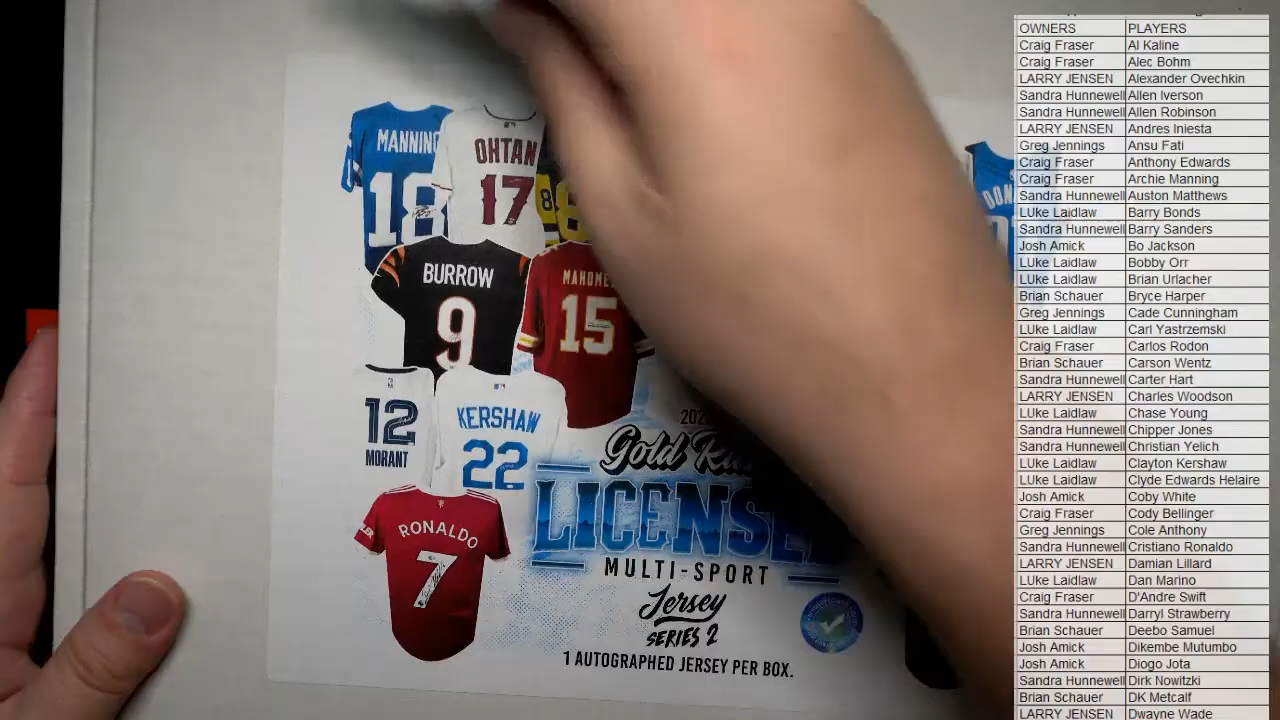 MANNING
18
OHTAN
17
8
BURROW
9
MAHOME
15
12
MORANT
KERSHAW
22
RONALDO
7
DON
Gold
LICENSE
MULTI-SPORT
Jersey
SERIES 2
1 AUTOGRAPHED JERSEY PER BOX.
OWNERS PLAYERS
Craig Fraser Al Kaline
Craig Fraser Alec Bohm
LARRY JENSEN Alexander Ovechkin
Sandra Hunnewell Allen Iverson
Sandra Hunnewell Allen Robinson
LARRY JENSEN Andres Iniesta
Greg Jennings Ansu Fati
Craig Fraser Anthony Edwards
Craig Fraser Archie Manning
Sandra Hunnewell Auston Matthews
LUke Laidlaw Barry Bonds
Sandra Hunnewell Barry Sanders
Josh Amick Bo Jackson
LUke Laidlaw Bobby Orr
LUke Laidlaw Brian Urlacher
Brian Schauer Bryce Harper
Greg Jennings Cade Cunningham
LUke Laidlaw Carl Yastrzemski
Craig Fraser Carlos Rodon
Brian Schauer Carson Wentz
Sandra Hunnewell Carter Hart
LARRY JENSEN Charles Woodson
LUke Laidlaw Chase Young
Sandra Hunnewell Chipper Jones
Sandra Hunnewell Christian Yelich
LUke Laidlaw Clayton Kershaw
LUke Laidlaw Clyde Edwards Helaire
Josh Amick Coby White
Craig Fraser Cody Bellinger
Greg Jennings Cole Anthony
Sandra Hunnewell Cristiano Ronaldo
LARRY JENSEN Damian Lillard
LUke Laidlaw Dan Marino
Craig Fraser D'Andre Swift
Sandra Hunnewell Darryl Strawberry
Brian Schauer Deebo Samuel
Josh Amick Dikembe Mutumbo
Josh Amick Diogo Jota
Sandra Hunnewell Dirk Nowitzki
Brian Schauer DK Metcalf
LARRY JENSEN Dwayne Wade